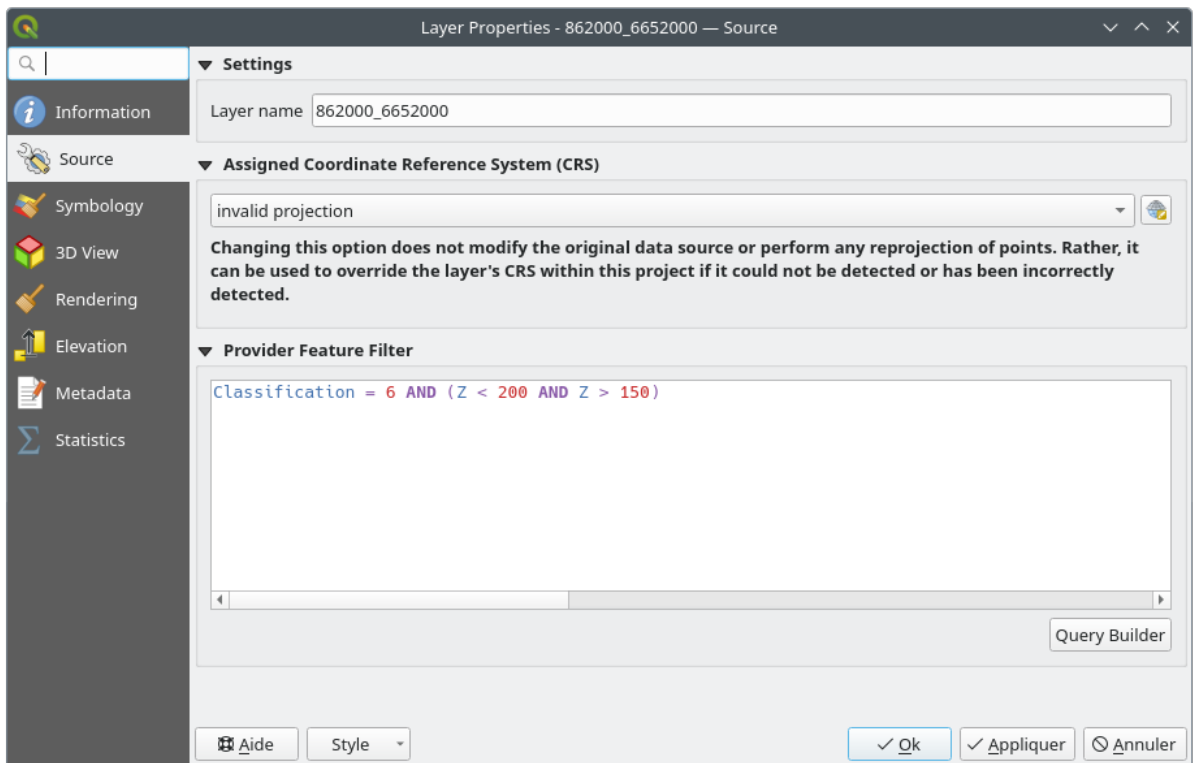 Layer Properties - 862000_6652000 — Source
Information
Source
Symbology
3D View
Rendering
Elevation
Metadata
Statistics
Settings
Layer name 862000_6652000
Assigned Coordinate Reference System (CRS)
invalid projection
Changing this option does not modify the original data source or perform any reprojection of points. Rather, it
can be used to override the layer's CRS within this project if it could not be detected or has been incorrectly
detected.
Provider Feature Filter
Classification = 6 AND (Z < 200 AND Z > 150)
Query Builder
Aide Style Ok Appliquer Annuler